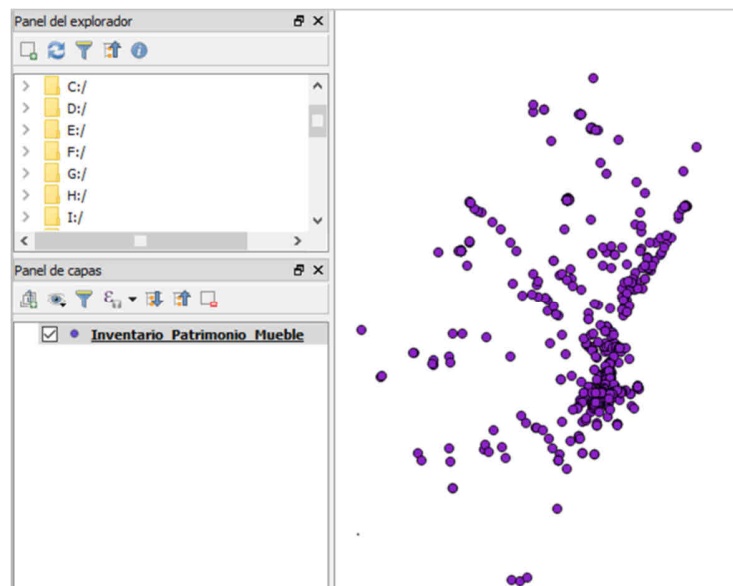 Panel del explorador
C:/
D:/
E:/
F:/
G:/
H:/
I:/
Panel de capas
Inventario_Patrimonio_Mueble